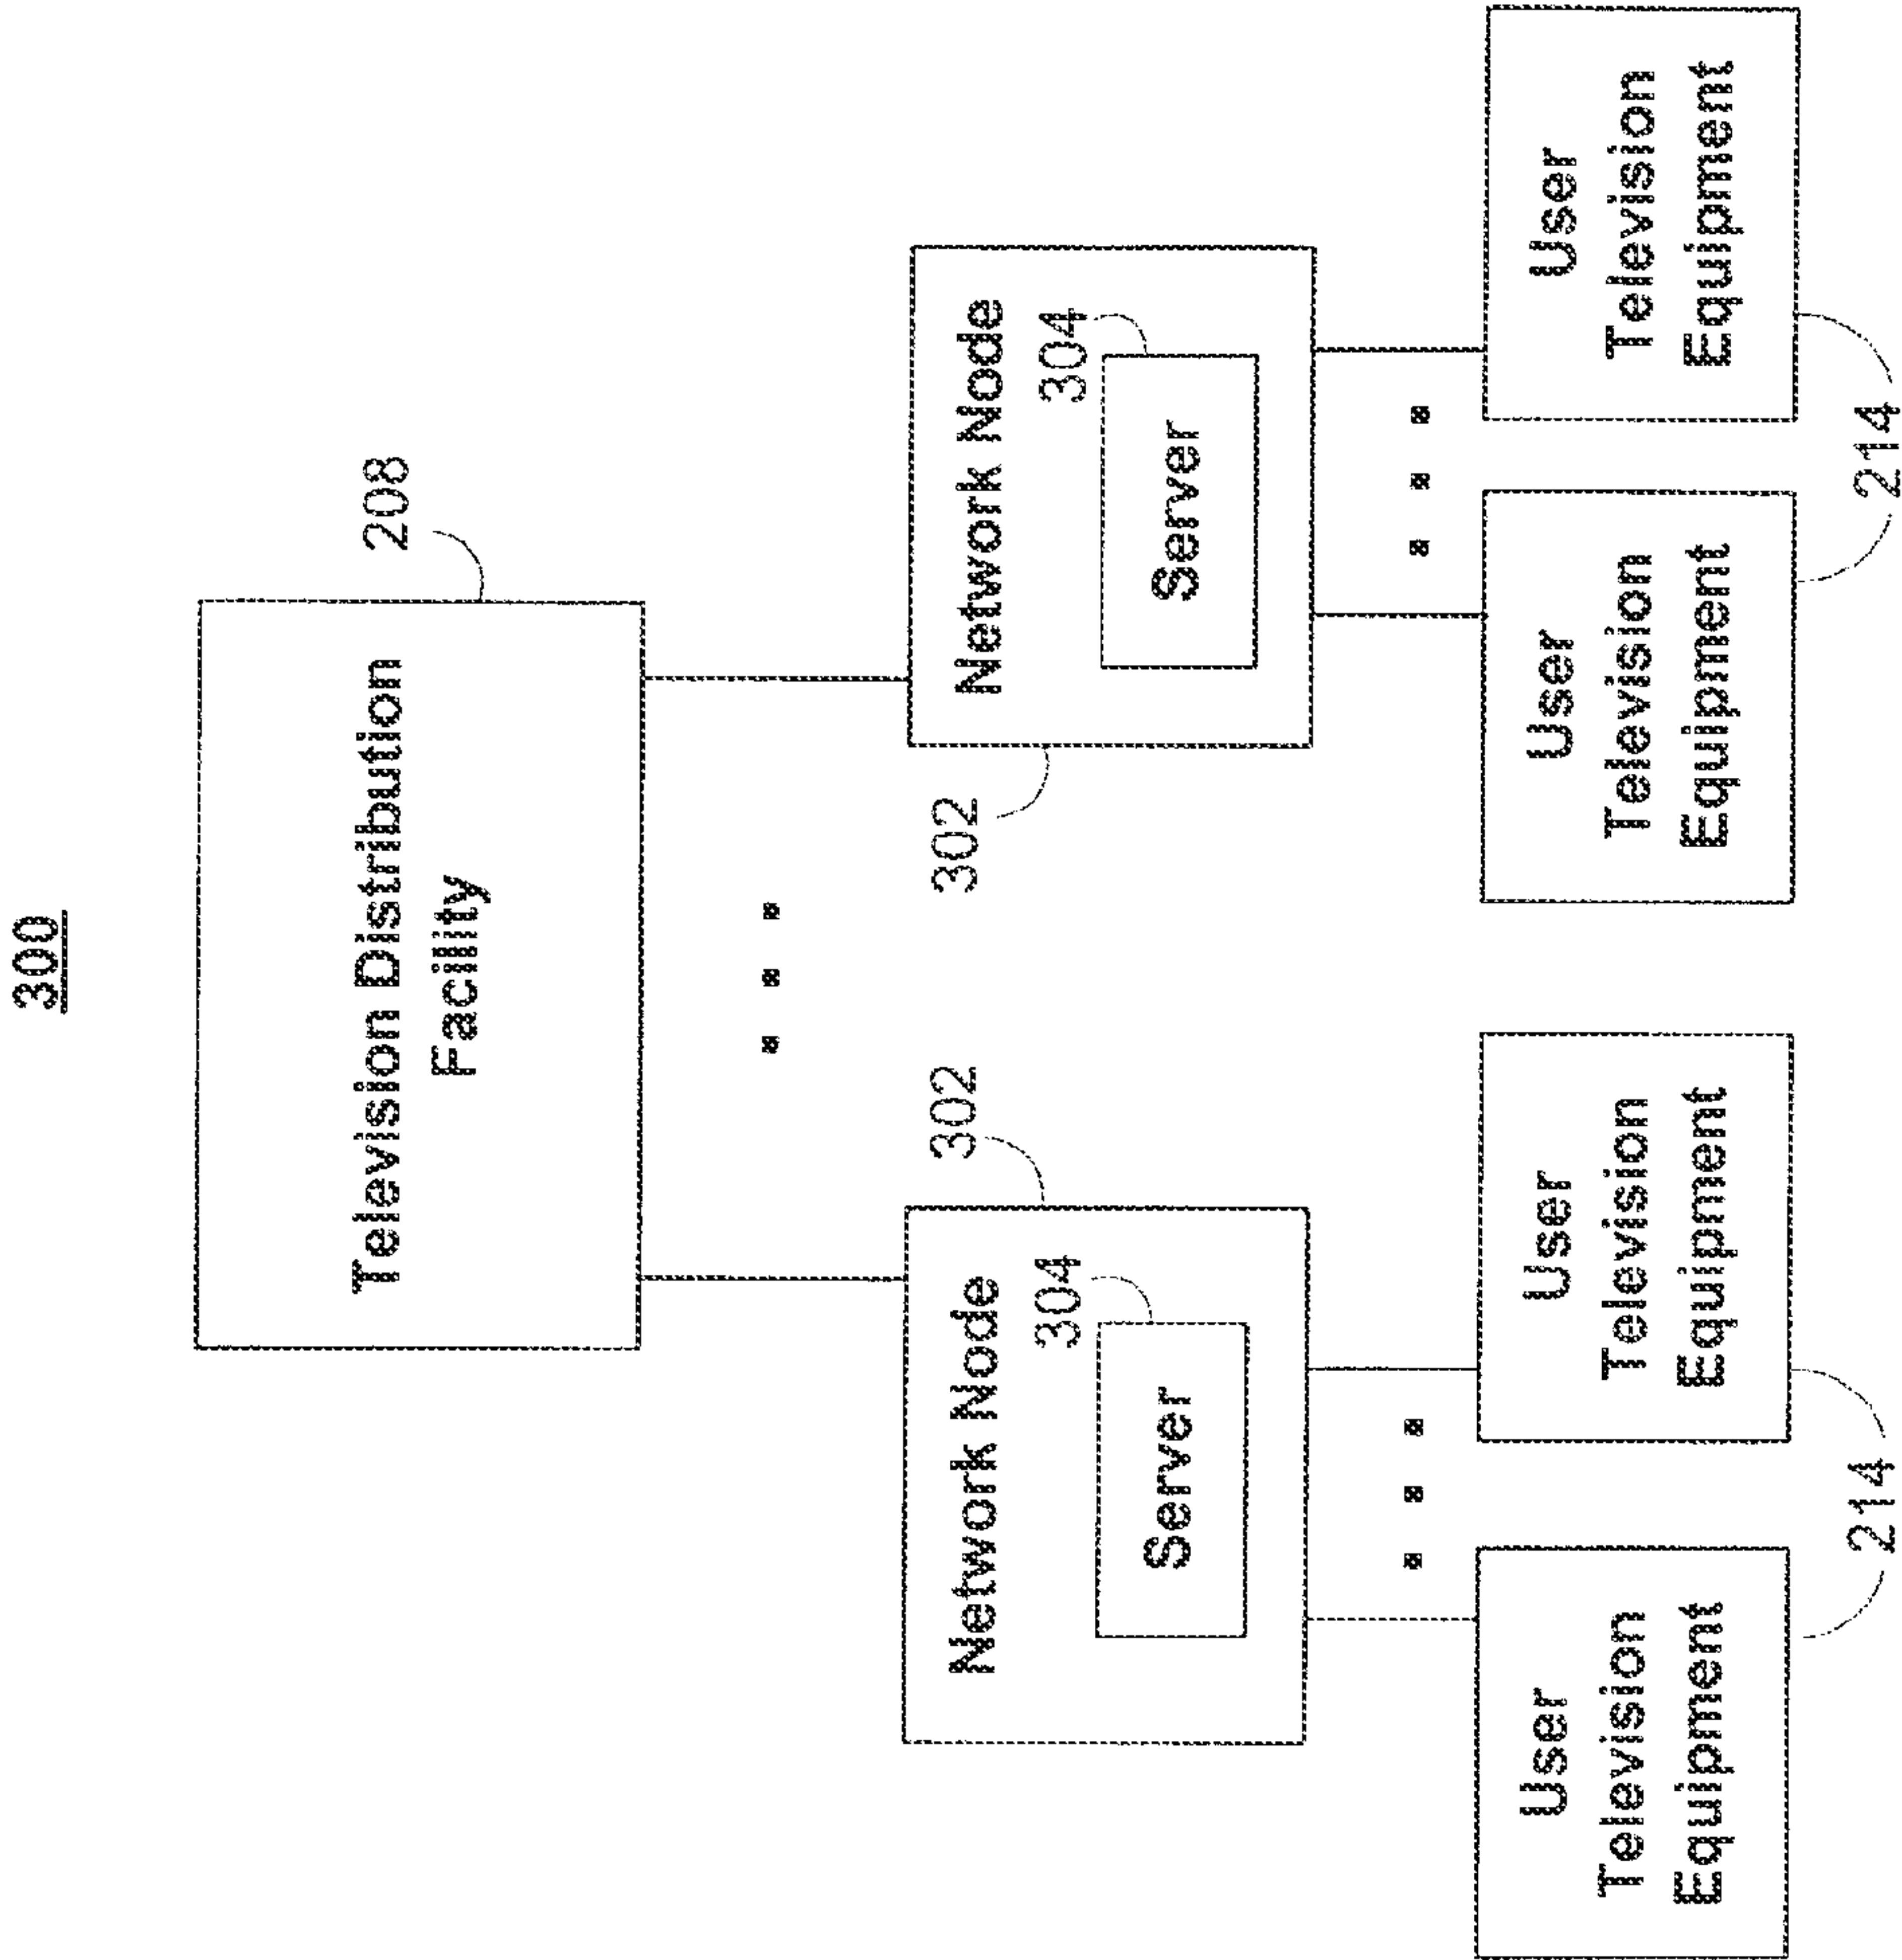 300
Television Distribution
Facility
208
302
302
Network Node
304
Server
Network Node
304
Server
User
Television
Equipment
User
Television
Equipment
User
Television
Equipment
User
Television
Equipment
214
214